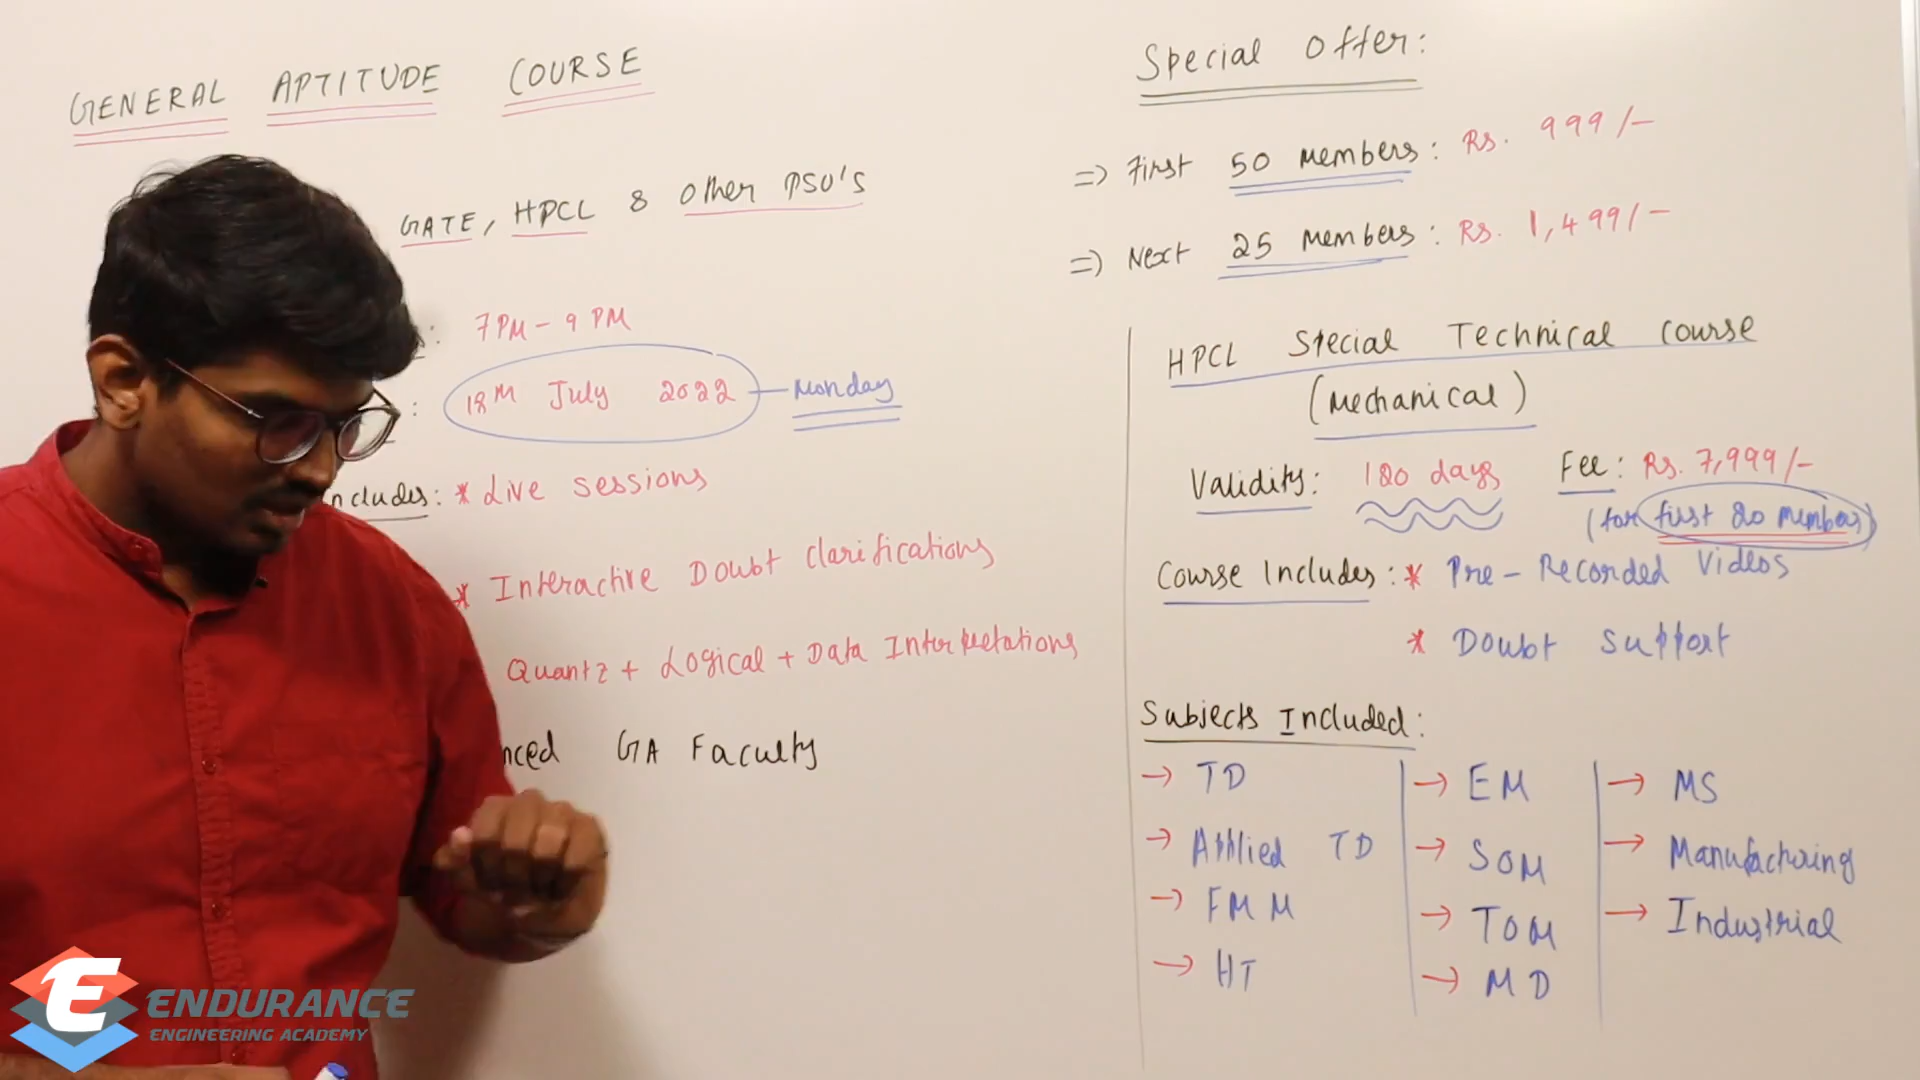 GENERAL APTITUDE COURSE
GATE, HPCL & Other PSU's
: 7PM - 9 PM
: 18th July 2022 - Monday
ncludes: * Live sessions
* Interactive Doubt Clarifications
Quantz + Logical + Data Interpretations
nced GA Faculty
Special Offer:
=> First 50 members: Rs. 999/-
=> Next 25 members: Rs. 1,499/-
HPCL Special Technical Course
(Mechanical)
Validity: 180 days Fee: Rs. 7,999/-
(for first 20 members)
Course Includes: * Pre-Recorded Videos
* Doubt Support
Subjects Included:
→ TD → EM → MS
→ Applied TD → SOM → Manufacturing
→ FMM → TOM → Industrial
→ HT → MD
E ENDURANCE
ENGINEERING ACADEMY